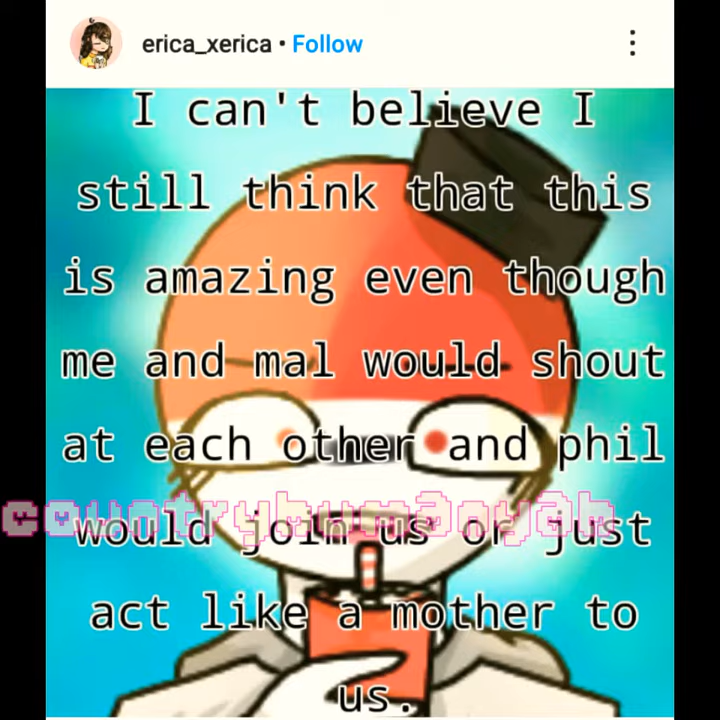 erica_xerica • Follow
I can't believe I
still think that this
is amazing even though
me and mal would shout
at each other and phil
would join us or just
countryhumanyah
act like a mother to
us.